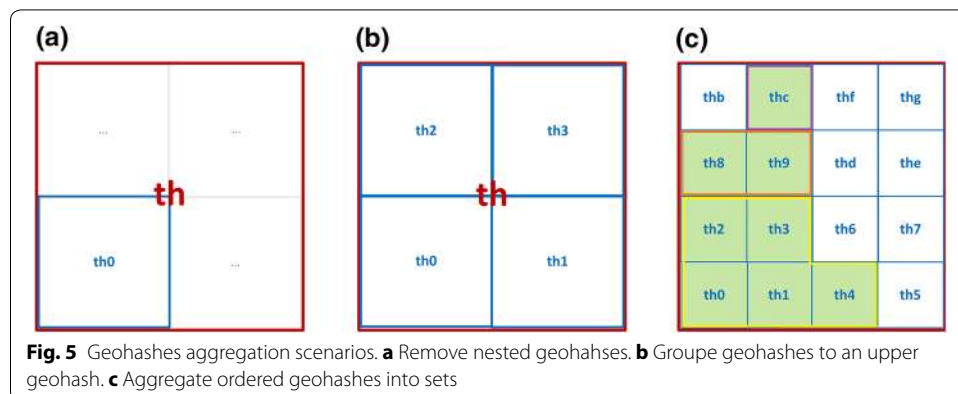 (a)
(b)
(c)
... ...
th
th0 ...
th2 th3
th
th0 th1
thb thc thf thg
th8 th9 thd the
th2 th3 th6 th7
th0 th1 th4 th5
Fig. 5 Geohashes aggregation scenarios. a Remove nested geohahses. b Groupe geohashes to an upper
geohash. c Aggregate ordered geohashes into sets